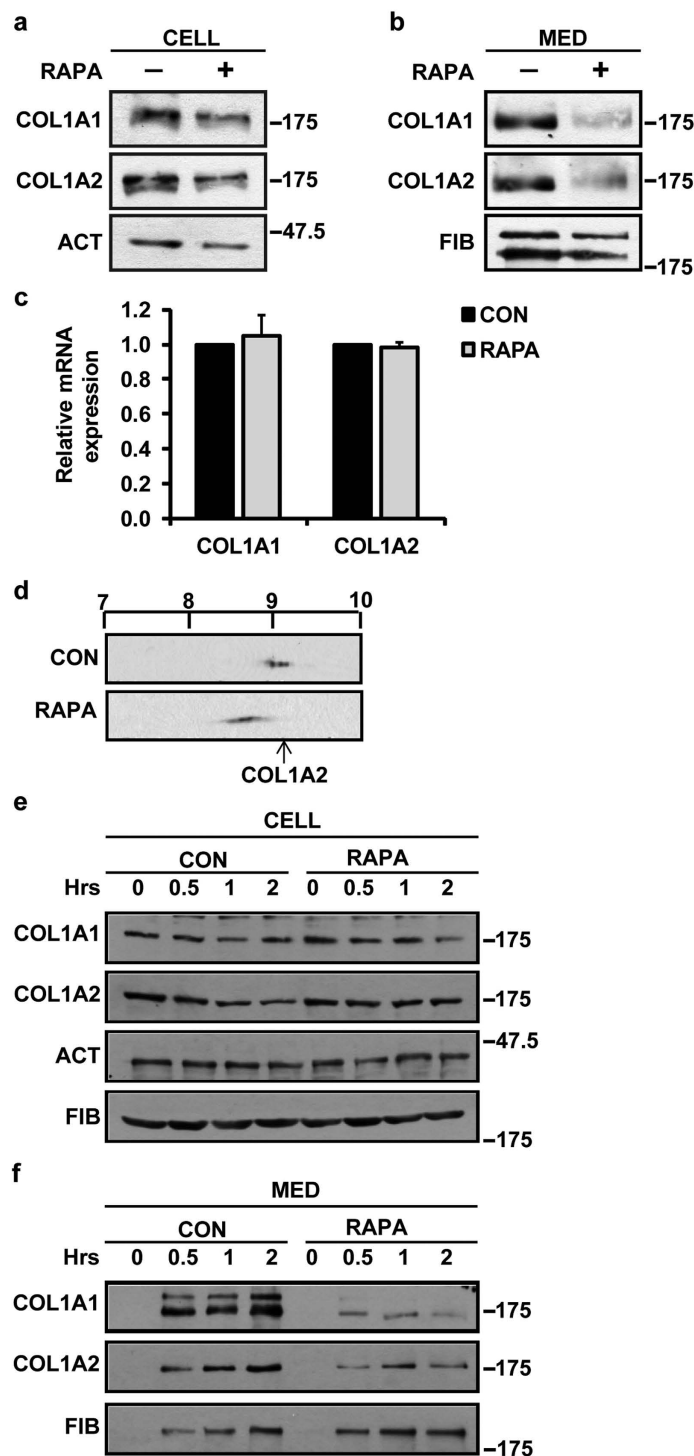 a
CELL
RAPA – +
COL1A1 –175
COL1A2 –175
ACT –47.5
b
MED
RAPA – +
COL1A1 –175
COL1A2 –175
FIB –175
c
Relative mRNA
expression
1.2
1.0
0.8
0.6
0.4
0.2
0.0
COL1A1 COL1A2
CON
RAPA
d
7 8 9 10
CON
RAPA
COL1A2
e
CELL
CON RAPA
Hrs 0 0.5 1 2 0 0.5 1 2
COL1A1 –175
COL1A2 –175
ACT –47.5
FIB –175
f
MED
CON RAPA
Hrs 0 0.5 1 2 0 0.5 1 2
COL1A1 –175
COL1A2 –175
FIB –175